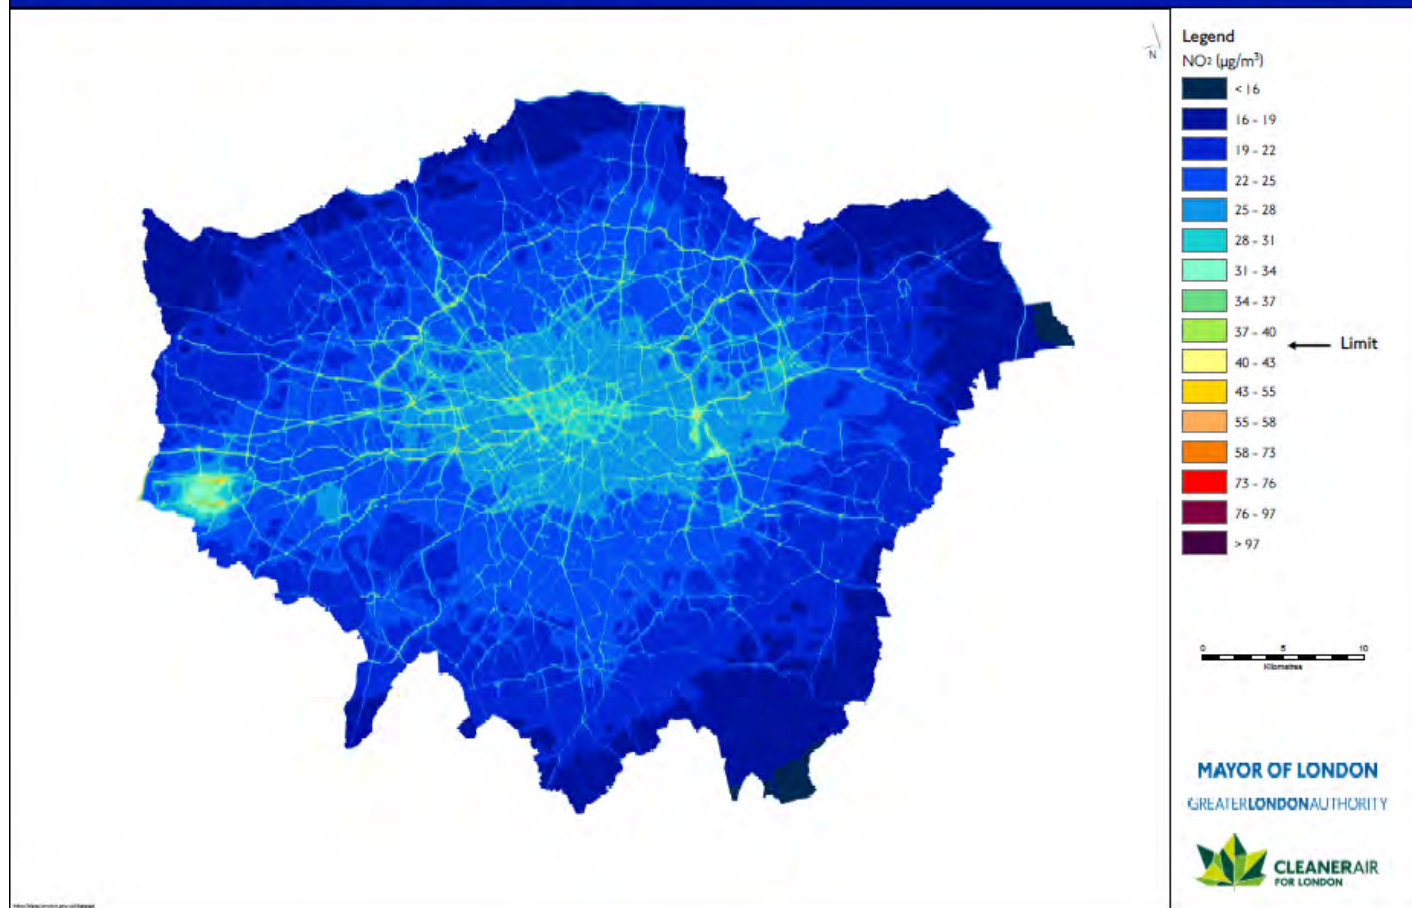 N
Legend
NO2 (µg/m3)
< 16
16 - 19
19 - 22
22 - 25
25 - 28
28 - 31
31 - 34
34 - 37
37 - 40
Limit
40 - 43
43 - 55
55 - 58
58 - 73
73 - 76
76 - 97
> 97
0 5 10
Kilometres
MAYOR OF LONDON
GREATERLONDONAUTHORITY
CLEANERAIR
FOR LONDON